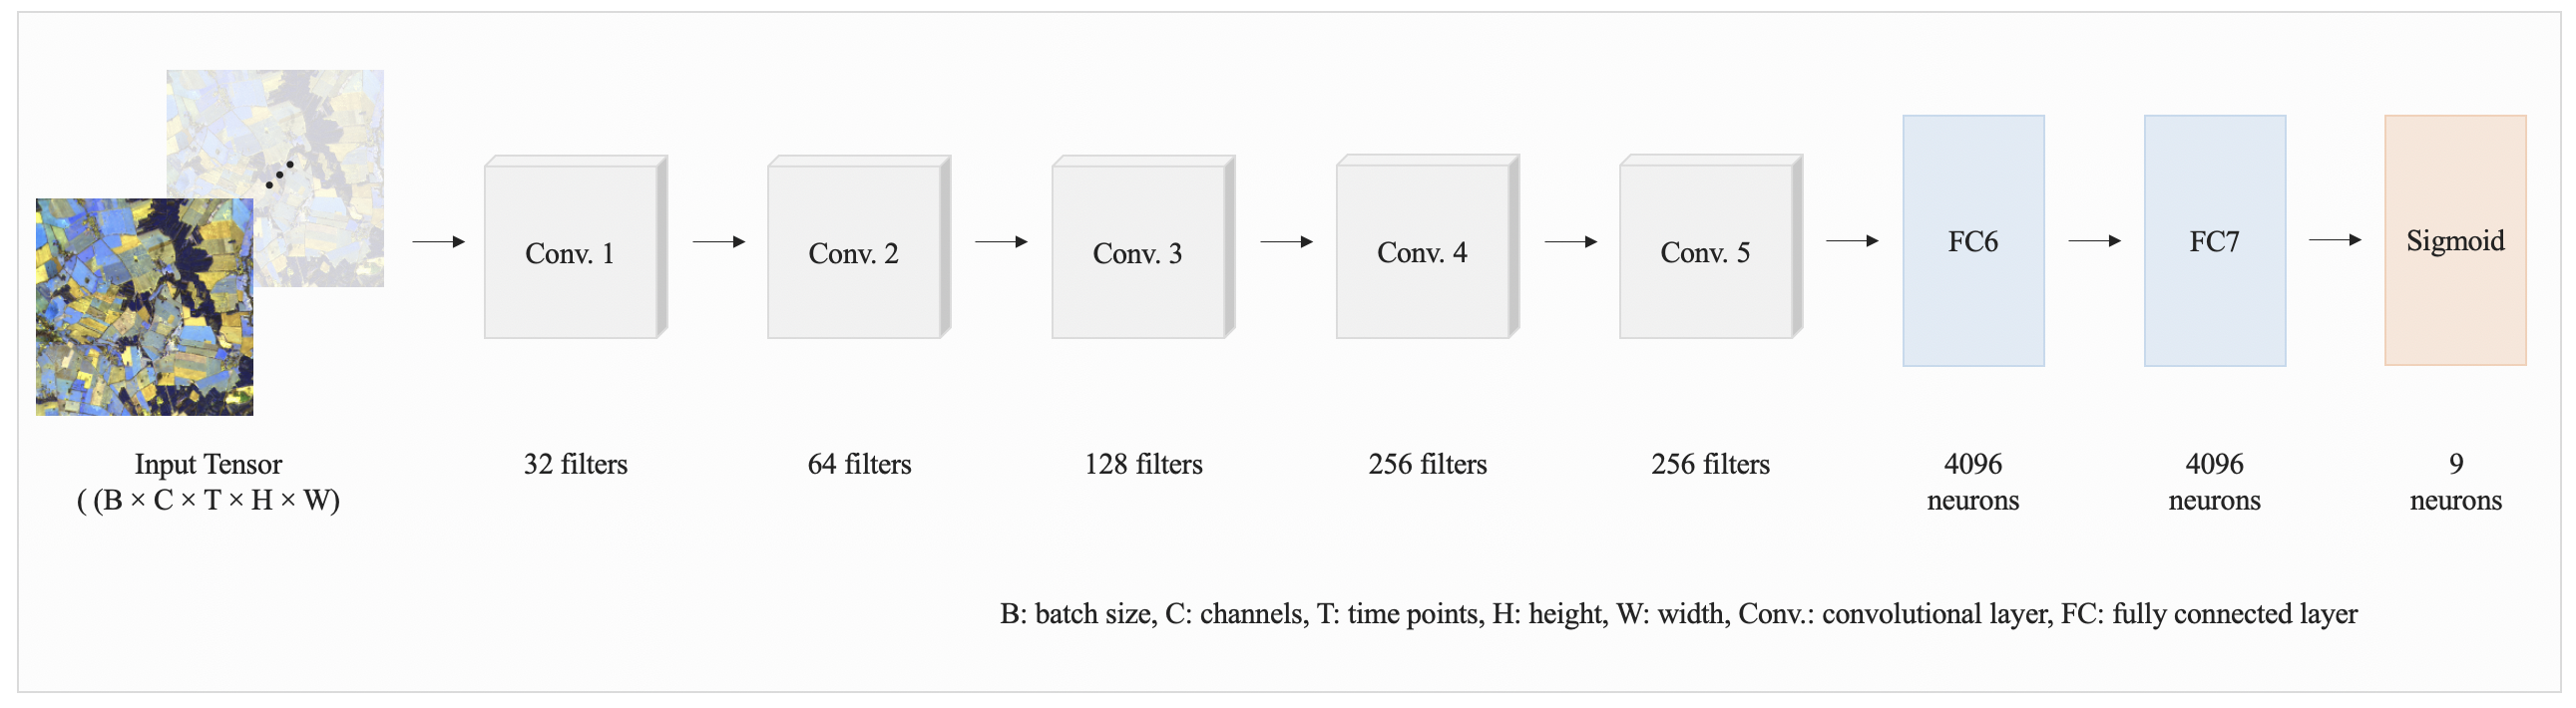 Conv. 1
Conv. 2
Conv. 3
Conv. 4
Conv. 5
FC6
FC7
Sigmoid
Input Tensor
( (B × C × T × H × W)
32 filters
64 filters
128 filters
256 filters
256 filters
4096
neurons
4096
neurons
9
neurons
B: batch size, C: channels, T: time points, H: height, W: width, Conv.: convolutional layer, FC: fully connected layer